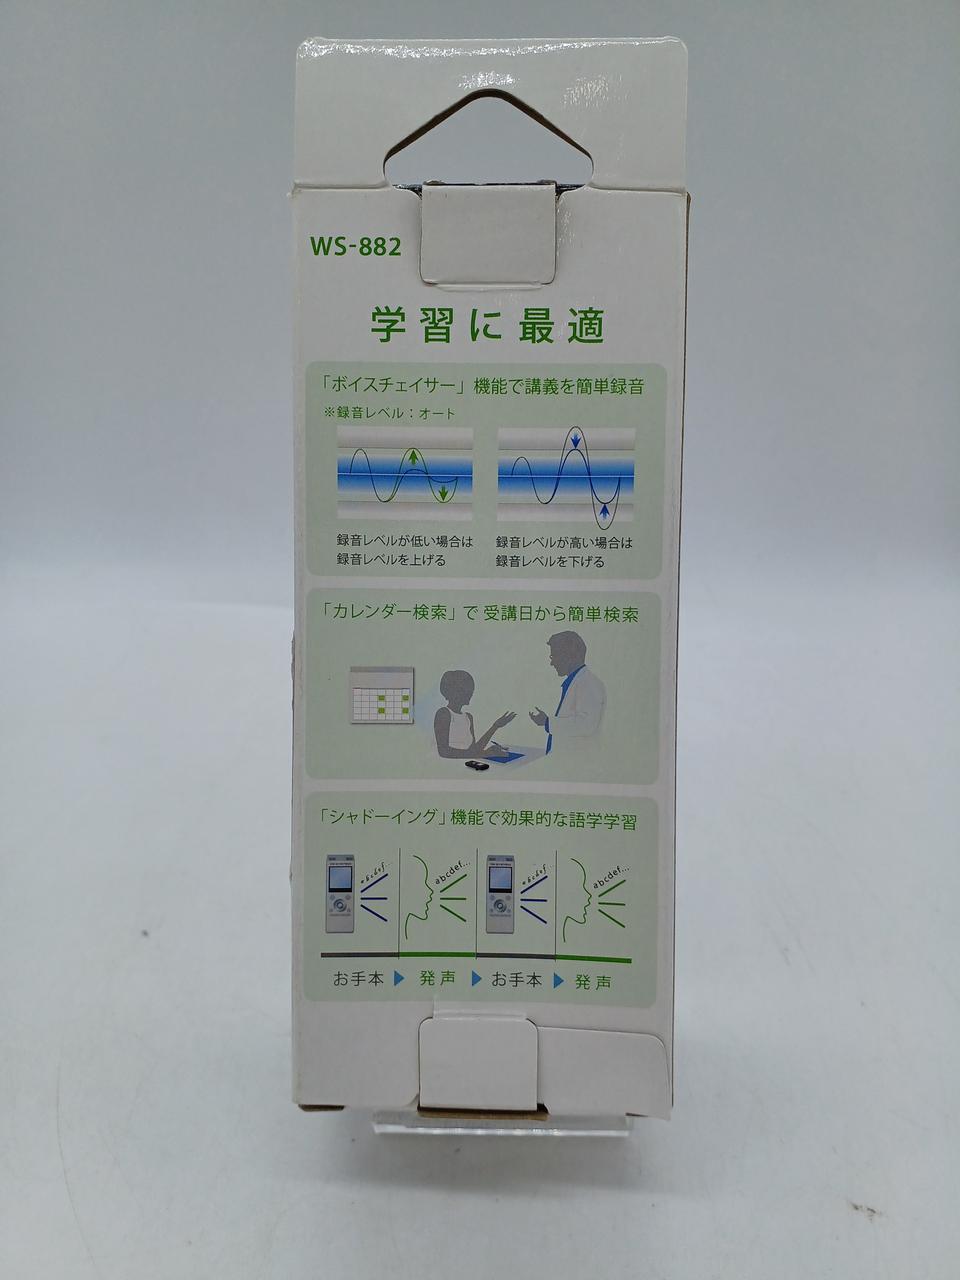 WS-882
学習に最適
「ボイスチェイサー」機能で講義を簡単録音
※録音レベル：オート
録音レベルが低い場合は
録音レベルを上げる
録音レベルが高い場合は
録音レベルを下げる
「カレンダー検索」で 受講日から簡単検索
「シャドーイング」機能で効果的な語学学習
abcdef...
abcdef...
abcdef...
abcdef...
お手本 ▶ 発声 ▶ お手本 ▶ 発声